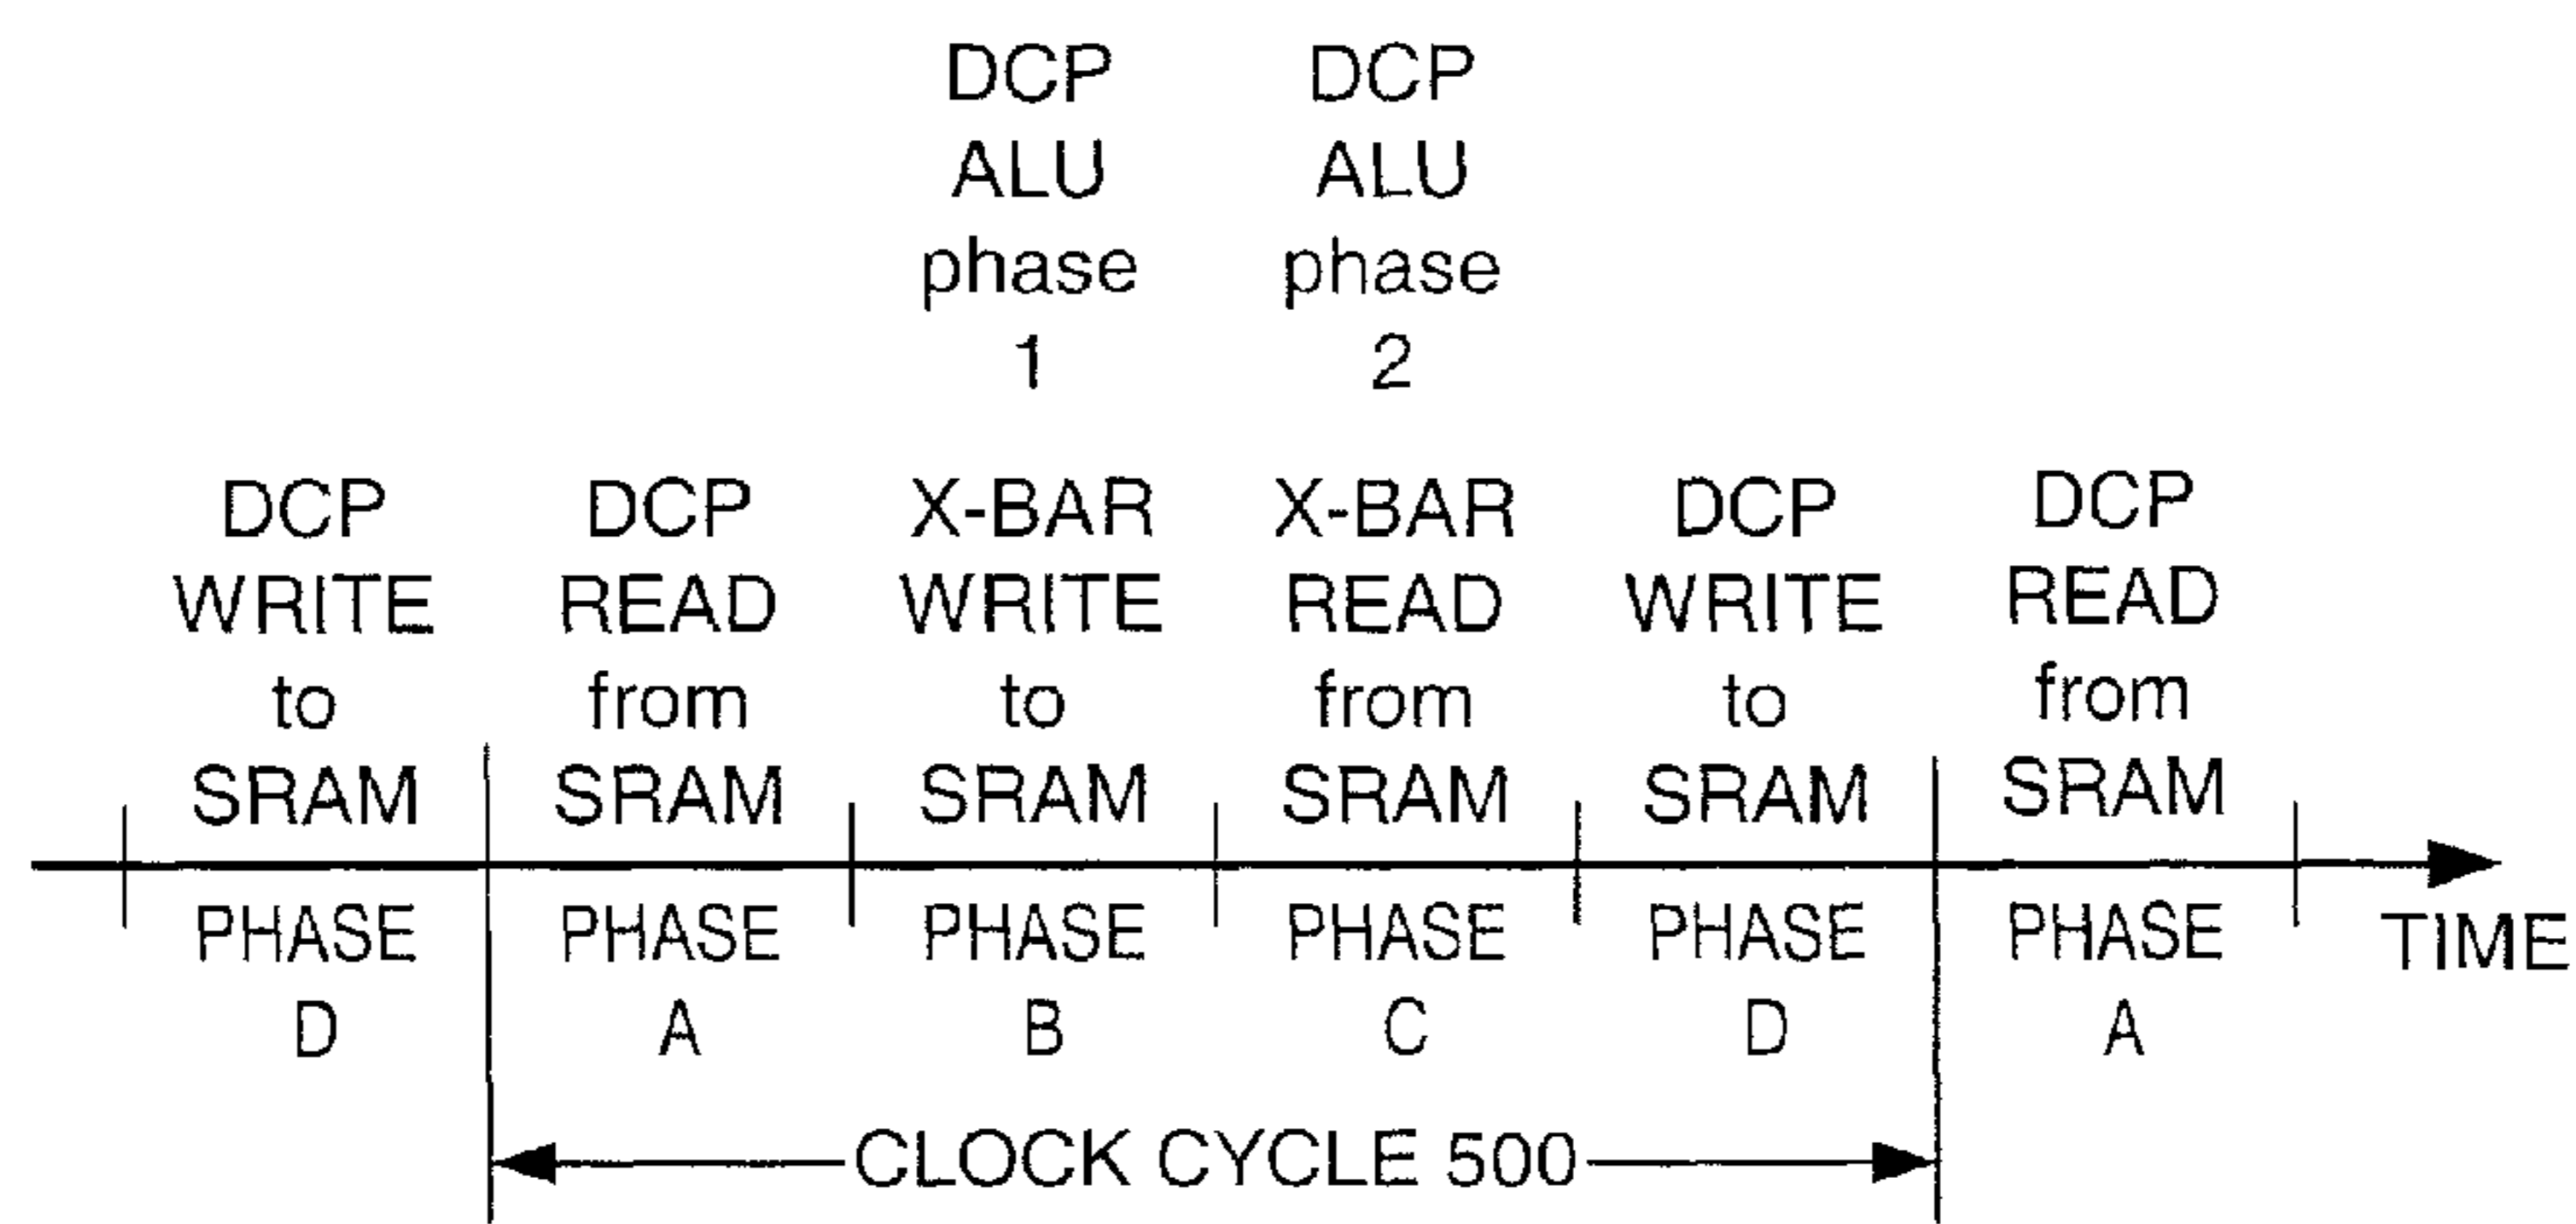 DCP DCP
ALU ALU
phase phase
1 2
DCP DCP X-BAR X-BAR DCP DCP
WRITE READ WRITE READ WRITE READ
to from to from to from
SRAM SRAM SRAM SRAM SRAM SRAM
PHASE PHASE PHASE PHASE PHASE PHASE TIME
D A B C D A
CLOCK CYCLE 500